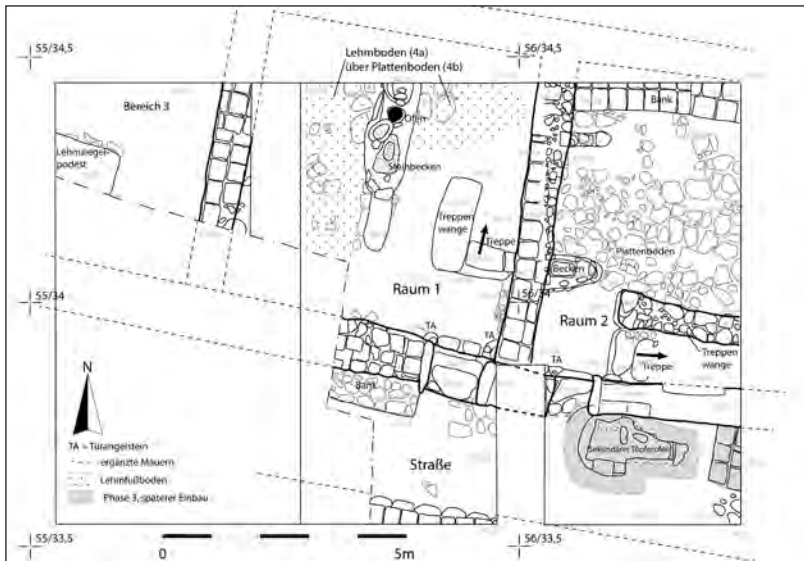 55/34,5
56/34,5
Lehmboden (4a)
über Plattenboden (4b)
Bereich 3
Bank
Ofen
Lehmziegel-
podest
Steinbecken
Treppen
wange
Treppe
Plattenboden
Becken
55/34
Raum 1
56/34
Raum 2
TA
TA
TA
Treppen
wange
Treppe
Bank
N
TA = Türangelstein
ergänzte Mauern
Lehmfußboden
Phase 3, späterer Einbau
Straße
Sekundärer Töpferofen
55/33,5
56/33,5
0
5m